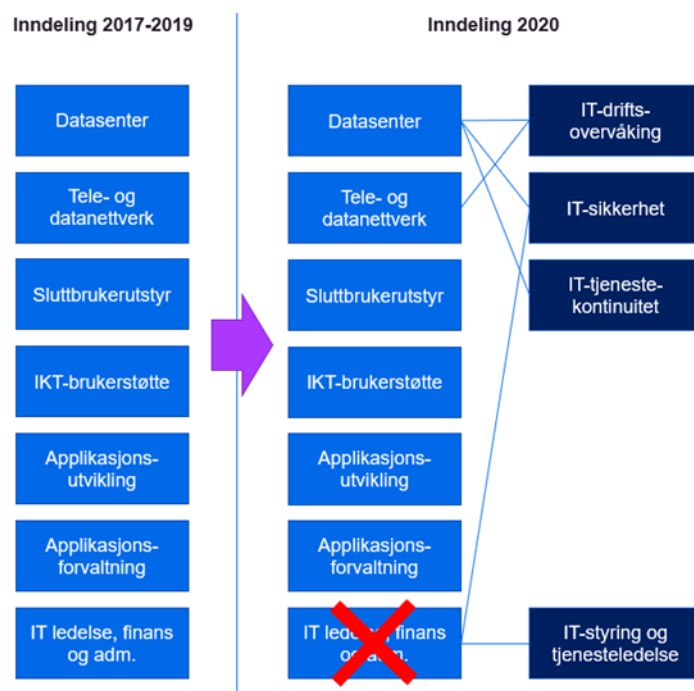 Inndeling 2017-2019
Datasenter
Tele- og
datanettverk
Sluttbrukerutstyr
IKT-brukerstøtte
Applikasjons-
utvikling
Applikasjons-
forvaltning
IT ledelse, finans
og adm.
Inndeling 2020
Datasenter
Tele- og
datanettverk
Sluttbrukerutstyr
IKT-brukerstøtte
Applikasjons-
utvikling
Applikasjons-
forvaltning
IT ledelse, finans
og adm.
IT-drifts-
overvåking
IT-sikkerhet
IT-tjeneste-
kontinuitet
IT-styring og
tjenesteledelse